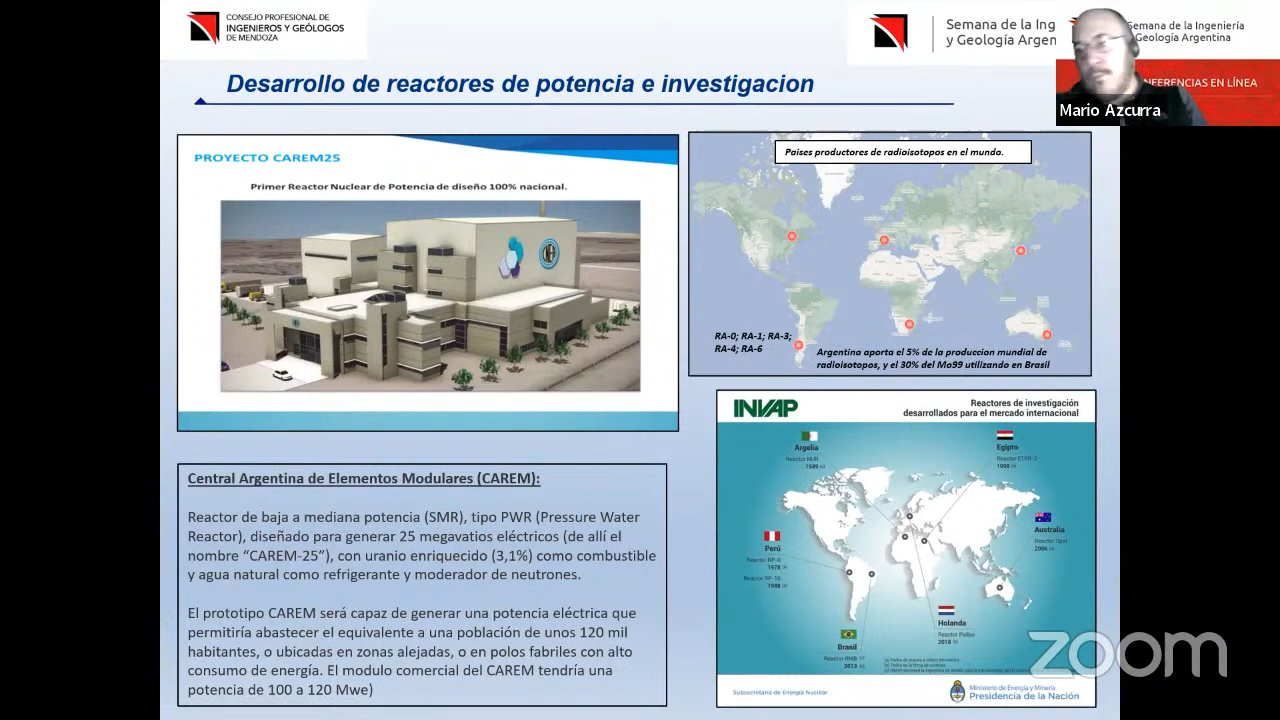 CONSEJO PROFESIONAL DE
INGENIEROS Y GEÓLOGOS
DE MENDOZA
Semana de la Ing
y Geología Argen
Semana de la Ingeniería
Geología Argentina
NFERENCIAS EN LÍNEA
Mario Azcurra
Desarrollo de reactores de potencia e investigacion
PROYECTO CAREM25
Primer Reactor Nuclear de Potencia de diseño 100% nacional.
Paises productores de radioisotopos en el mundo.
RA-0; RA-1; RA-3;
RA-4; RA-6
Argentina aporta el 5% de la produccion mundial de
radioisotopos, y el 30% del Mo99 utilizando en Brasil
Central Argentina de Elementos Modulares (CAREM):
Reactor de baja a mediana potencia (SMR), tipo PWR (Pressure Water
Reactor), diseñado para generar 25 megavatios eléctricos (de allí el
nombre “CAREM-25”), con uranio enriquecido (3,1%) como combustible
y agua natural como refrigerante y moderador de neutrones.
El prototipo CAREM será capaz de generar una potencia eléctrica que
permitiría abastecer el equivalente a una población de unos 120 mil
habitantes, o ubicadas en zonas alejadas, o en polos fabriles con alto
consumo de energía. El modulo comercial del CAREM tendria una
potencia de 100 a 120 Mwe)
INVAP
Reactores de investigación
desarrollados para el mercado internacional
Argelia
Reactor NUR
1989
Egipto
Reactor ETRR-2
1998
Australia
Reactor Opal
2006
Perú
Reactor RP-0
1978
Reactor RP-10
1988
Holanda
Reactor Pallas
2018
Brasil
Reactor RMB
2013
Subsecretaría de Energía Nuclear
Ministerio de Energía y Minería
Presidencia de la Nación
zoom